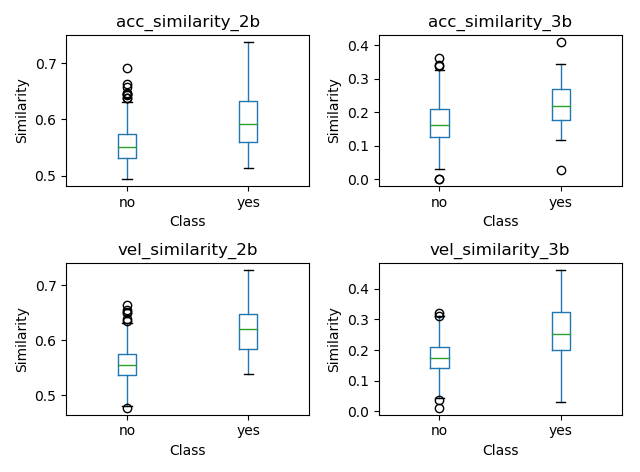 acc_similarity_2b
0.7
0.6
0.5
Similarity
no yes
Class
acc_similarity_3b
0.4
0.3
0.2
0.1
0.0
Similarity
no yes
Class
vel_similarity_2b
0.7
0.6
0.5
Similarity
no yes
Class
vel_similarity_3b
0.4
0.3
0.2
0.1
0.0
Similarity
no yes
Class